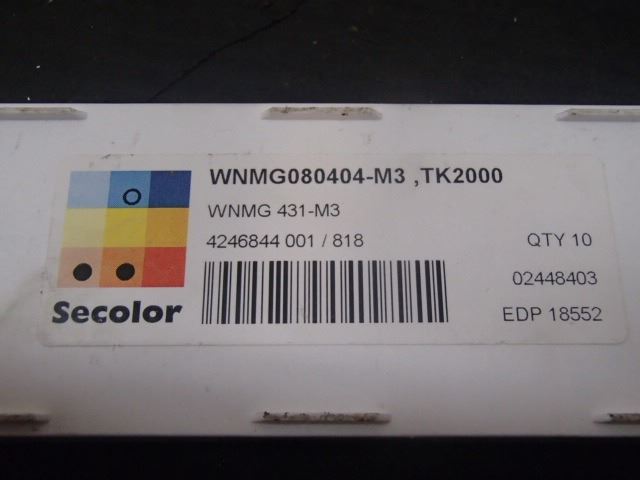 WNMG080404-M3 ,TK2000
WNMG 431-M3
4246844 001 / 818
QTY 10
02448403
Secolor
EDP 18552